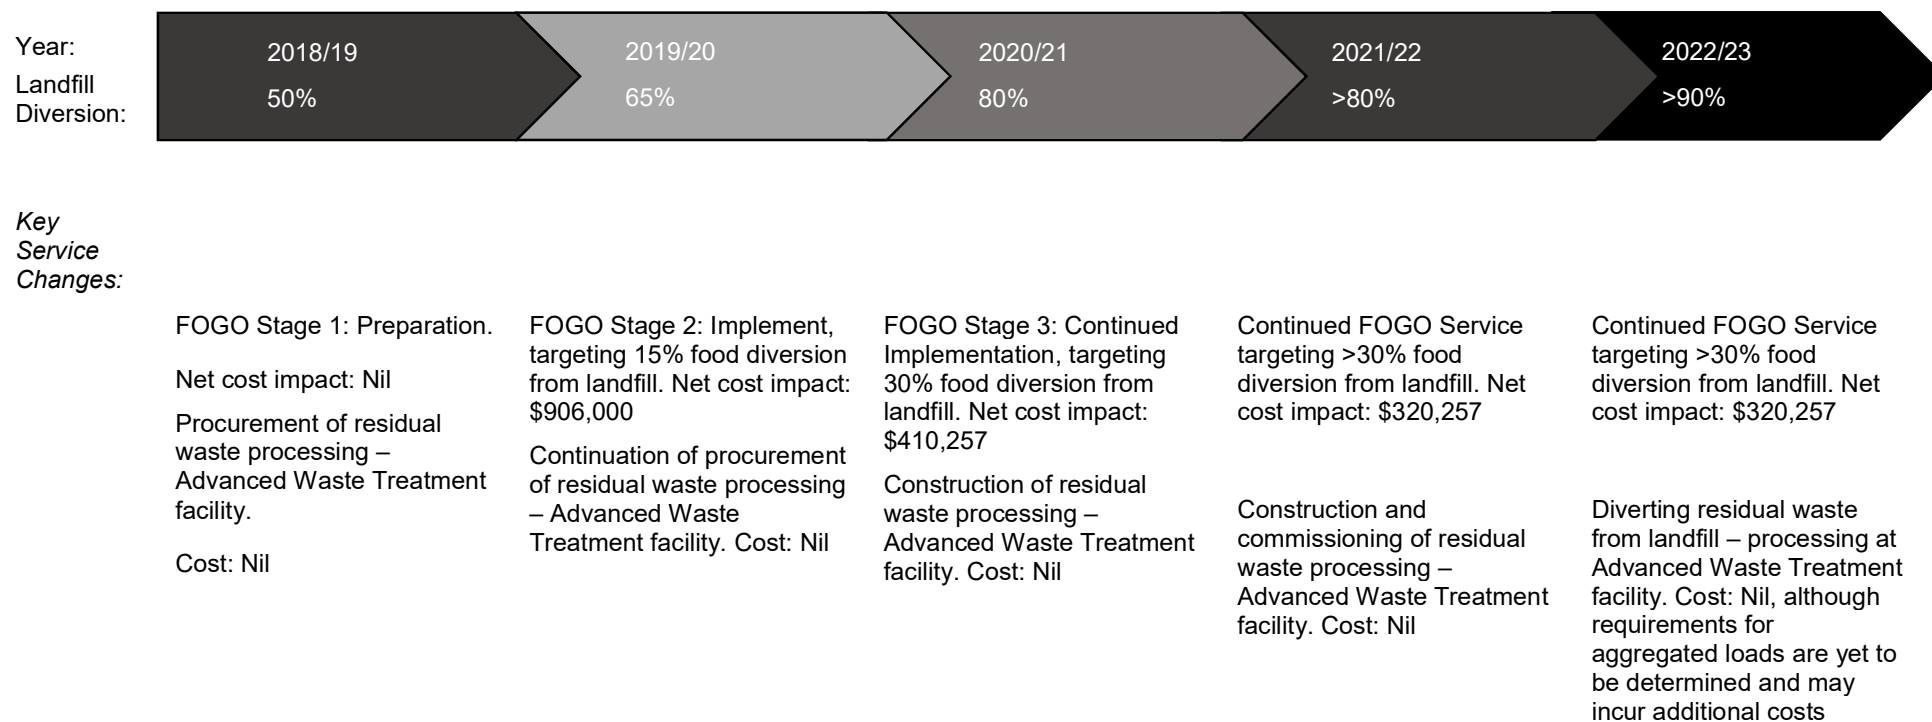 Year:
2018/19
2019/20
2020/21
2021/22
2022/23
Landfill
Diversion:
50%
65%
80%
>80%
>90%
Key
Service
Changes:
FOGO Stage 1: Preparation.
Net cost impact: Nil
Procurement of residual
waste processing –
Advanced Waste Treatment
facility.
Cost: Nil
FOGO Stage 2: Implement,
targeting 15% food diversion
from landfill. Net cost impact:
$906,000
Continuation of procurement
of residual waste processing
– Advanced Waste
Treatment facility. Cost: Nil
FOGO Stage 3: Continued
Implementation, targeting
30% food diversion from
landfill. Net cost impact:
$410,257
Construction of residual
waste processing –
Advanced Waste Treatment
facility. Cost: Nil
Continued FOGO Service
targeting >30% food
diversion from landfill. Net
cost impact: $320,257
Construction and
commissioning of residual
waste processing –
Advanced Waste Treatment
facility. Cost: Nil
Continued FOGO Service
targeting >30% food
diversion from landfill. Net
cost impact: $320,257
Diverting residual waste
from landfill – processing at
Advanced Waste Treatment
facility. Cost: Nil, although
requirements for
aggregated loads are yet to
be determined and may
incur additional costs